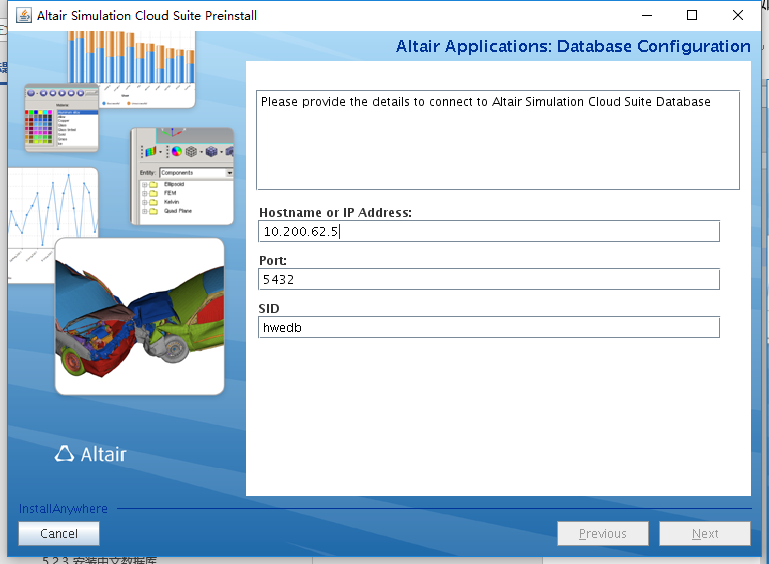 Altair Simulation Cloud Suite Preinstall
Altair Applications: Database Configuration
Please provide the details to connect to Altair Simulation Cloud Suite Database
Entity:
Components
Ellipsoid
FEM
Kelvin
Quad Plane
Hostname or IP Address:
10.200.62.5
Port:
5432
SID
hwedb
Altair
InstallAnywhere
Cancel
Previous
Next
5.2.3 安装中文数据库